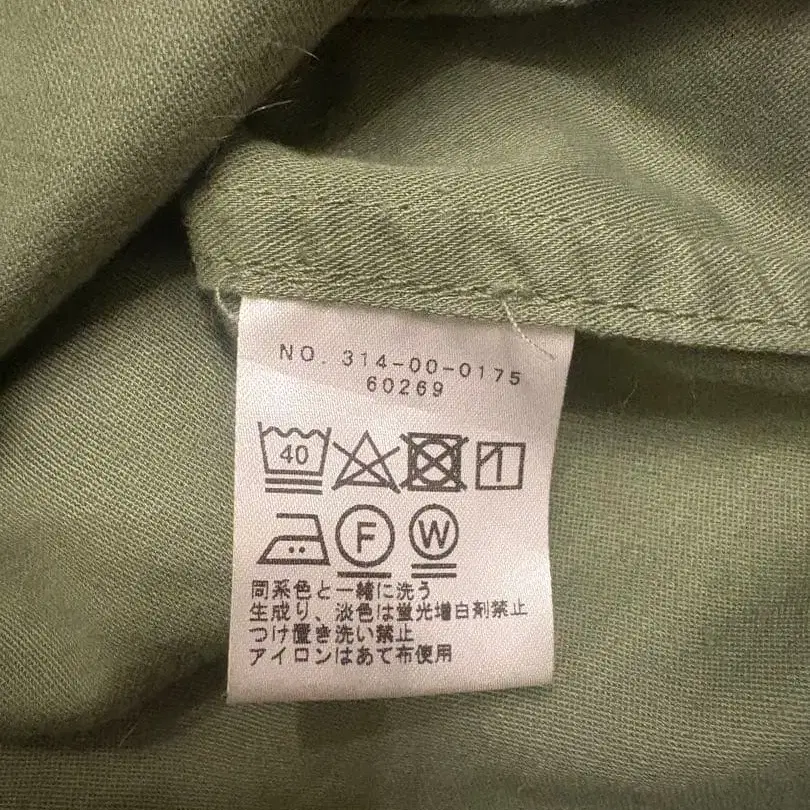 NO. 314-00-0175
60269
40
F W
同系色と一緒に洗う
生成り、淡色は蛍光増白剤禁止
つけ置き洗い禁止
アイロンはあて布使用